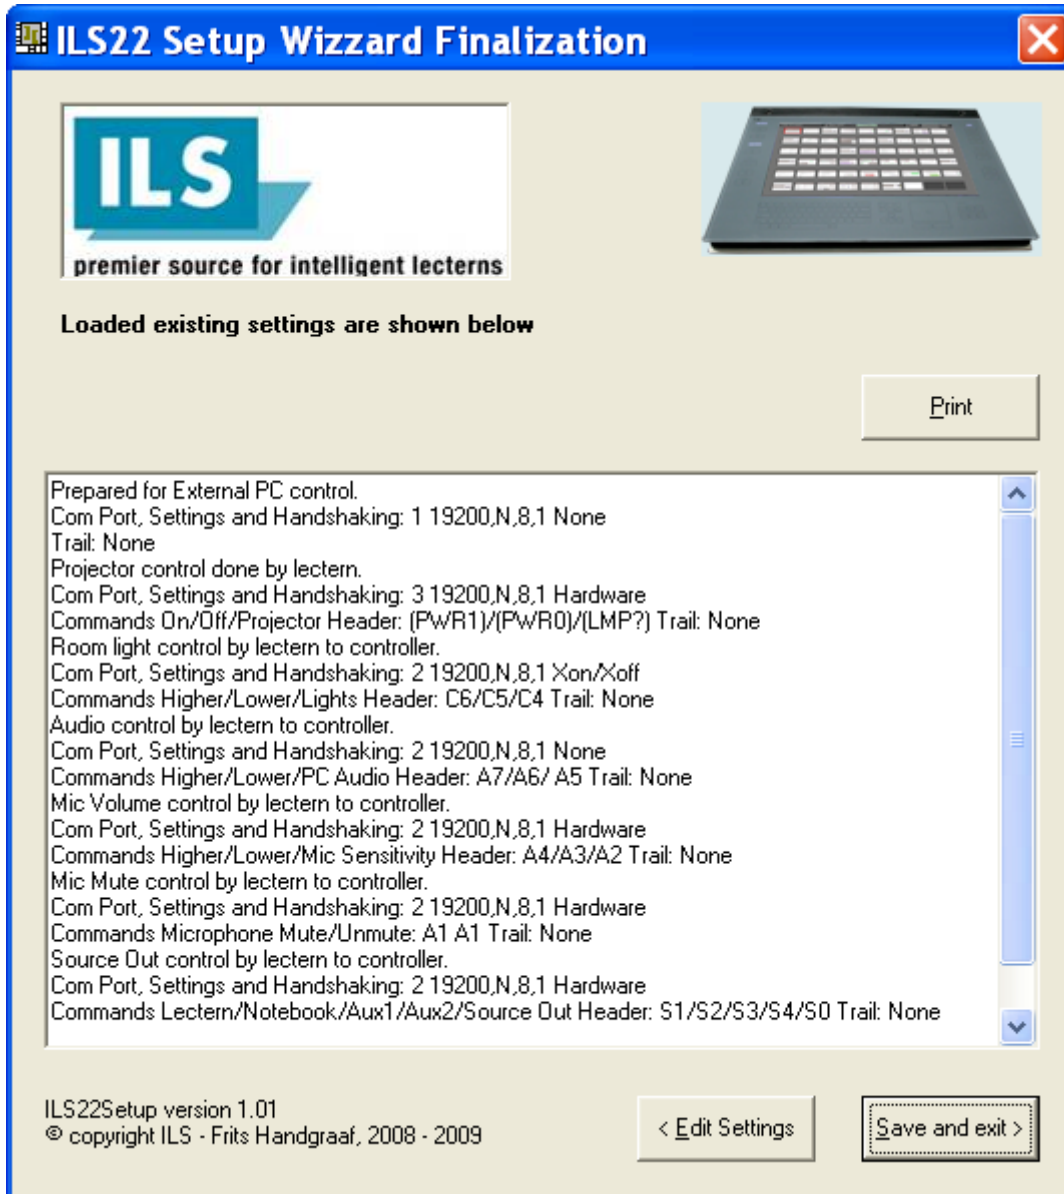 ILS22 Setup Wizzard Finalization
ILS
premier source for intelligent lecterns
Loaded existing settings are shown below
Print
Prepared for External PC control.
Com Port, Settings and Handshaking: 1 19200,N,8,1 None
Trail: None
Projector control done by lectern.
Com Port, Settings and Handshaking: 3 19200,N,8,1 Hardware
Commands On/Off/Projector Header: (PWR1)/(PWR0)/(LMP?) Trail: None
Room light control by lectern to controller.
Com Port, Settings and Handshaking: 2 19200,N,8,1 Xon/Xoff
Commands Higher/Lower/Lights Header: C6/C5/C4 Trail: None
Audio control by lectern to controller.
Com Port, Settings and Handshaking: 2 19200,N,8,1 None
Commands Higher/Lower/PC Audio Header: A7/A6/ A5 Trail: None
Mic Volume control by lectern to controller.
Com Port, Settings and Handshaking: 2 19200,N,8,1 Hardware
Commands Higher/Lower/Mic Sensitivity Header: A4/A3/A2 Trail: None
Mic Mute control by lectern to controller.
Com Port, Settings and Handshaking: 2 19200,N,8,1 Hardware
Commands Microphone Mute/Unmute: A1 A1 Trail: None
Source Out control by lectern to controller.
Com Port, Settings and Handshaking: 2 19200,N,8,1 Hardware
Commands Lectern/Notebook/Aux1/Aux2/Source Out Header: S1/S2/S3/S4/S0 Trail: None
ILS22Setup version 1.01
© copyright ILS - Frits Handgraaf, 2008 - 2009
< Edit Settings
Save and exit >